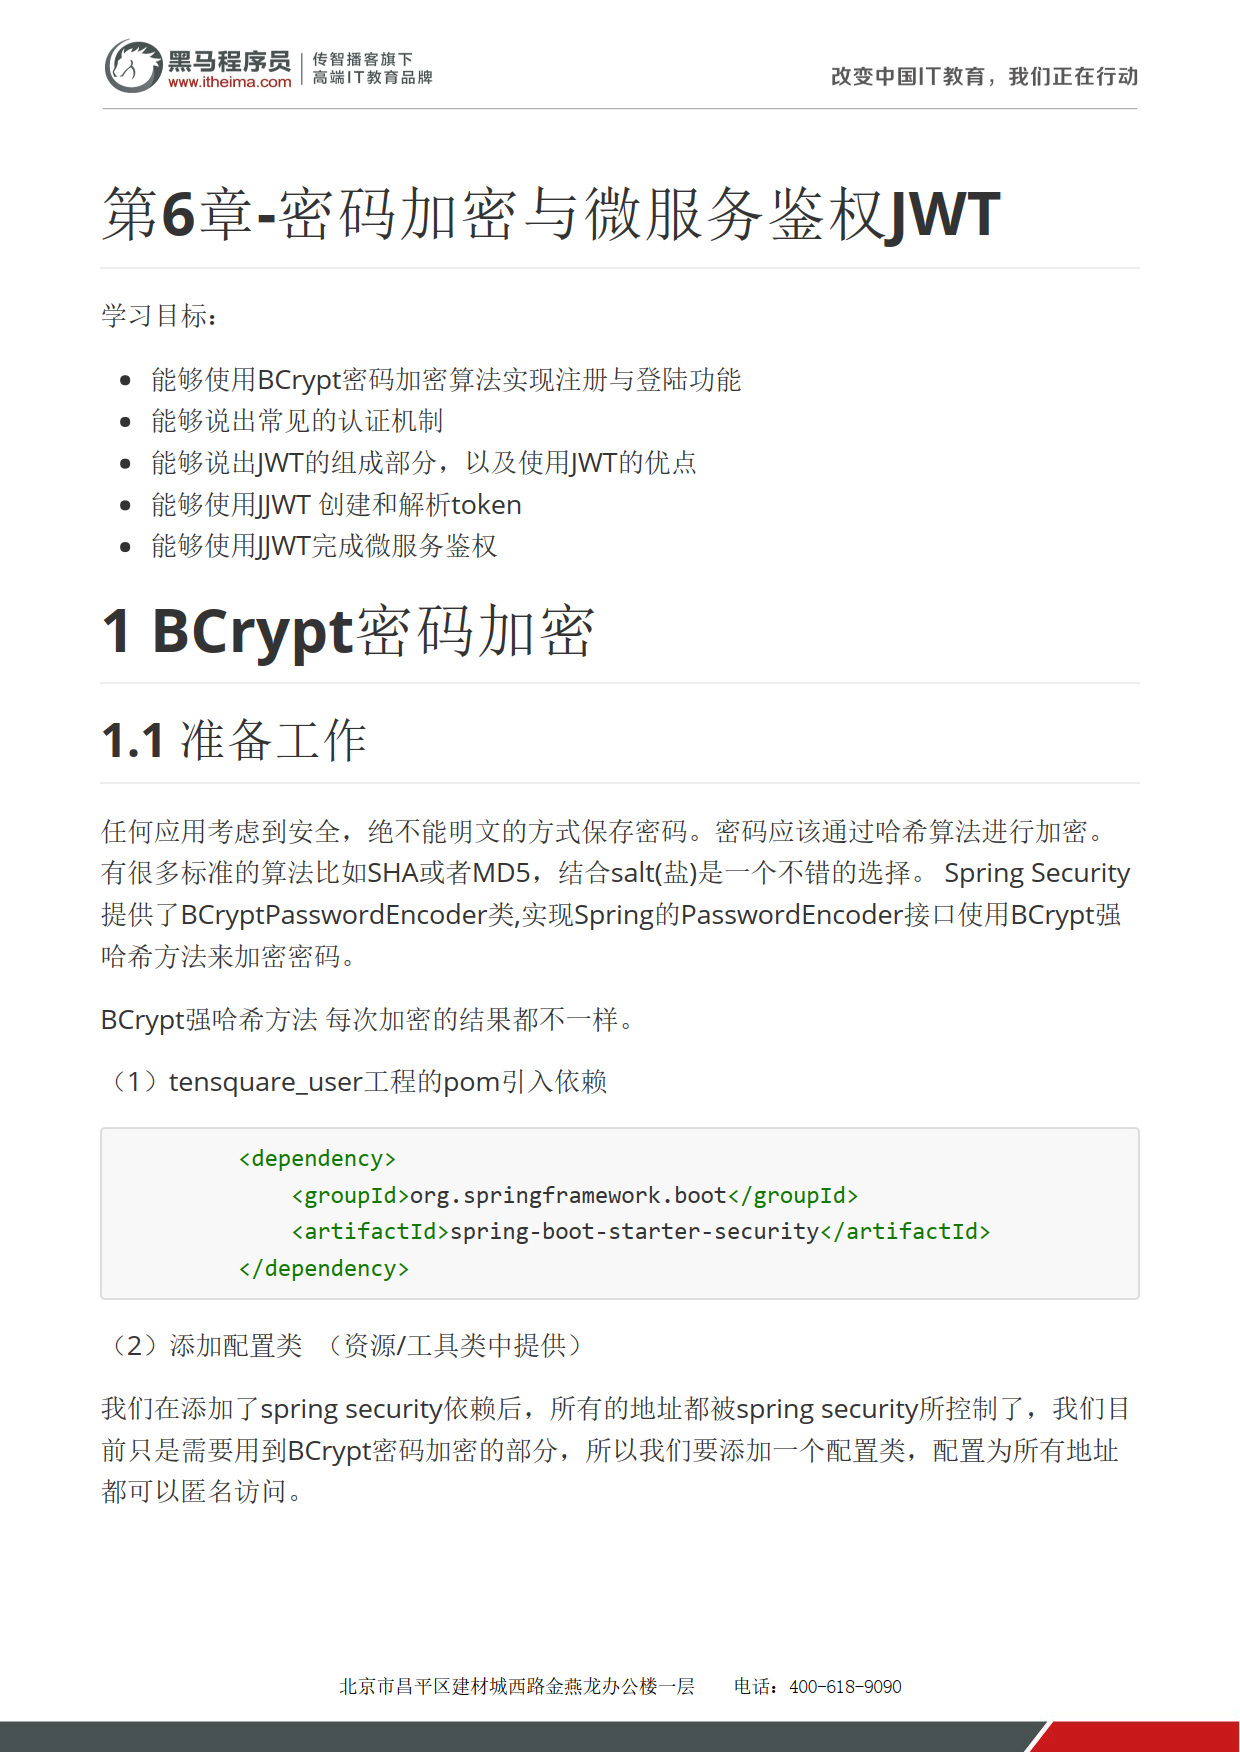 黑马程序员
www.itheima.com
传智播客旗下
高端IT教育品牌
改变中国IT教育，我们正在行动
第6章-密码加密与微服务鉴权JWT
学习目标：
能够使用BCrypt密码加密算法实现注册与登陆功能
能够说出常见的认证机制
能够说出JWT的组成部分，以及使用JWT的优点
能够使用JJWT 创建和解析token
能够使用JJWT完成微服务鉴权
1 BCrypt密码加密
1.1 准备工作
任何应用考虑到安全，绝不能明文的方式保存密码。密码应该通过哈希算法进行加密。
有很多标准的算法比如SHA或者MD5，结合salt(盐)是一个不错的选择。 Spring Security
提供了BCryptPasswordEncoder类,实现Spring的PasswordEncoder接口使用BCrypt强
哈希方法来加密密码。
BCrypt强哈希方法 每次加密的结果都不一样。
（1）tensquare_user工程的pom引入依赖
<dependency>
<groupId>org.springframework.boot</groupId>
<artifactId>spring-boot-starter-security</artifactId>
</dependency>
（2）添加配置类 （资源/工具类中提供）
我们在添加了spring security依赖后，所有的地址都被spring security所控制了，我们目
前只是需要用到BCrypt密码加密的部分，所以我们要添加一个配置类，配置为所有地址
都可以匿名访问。
北京市昌平区建材城西路金燕龙办公楼一层 电话：400-618-9090